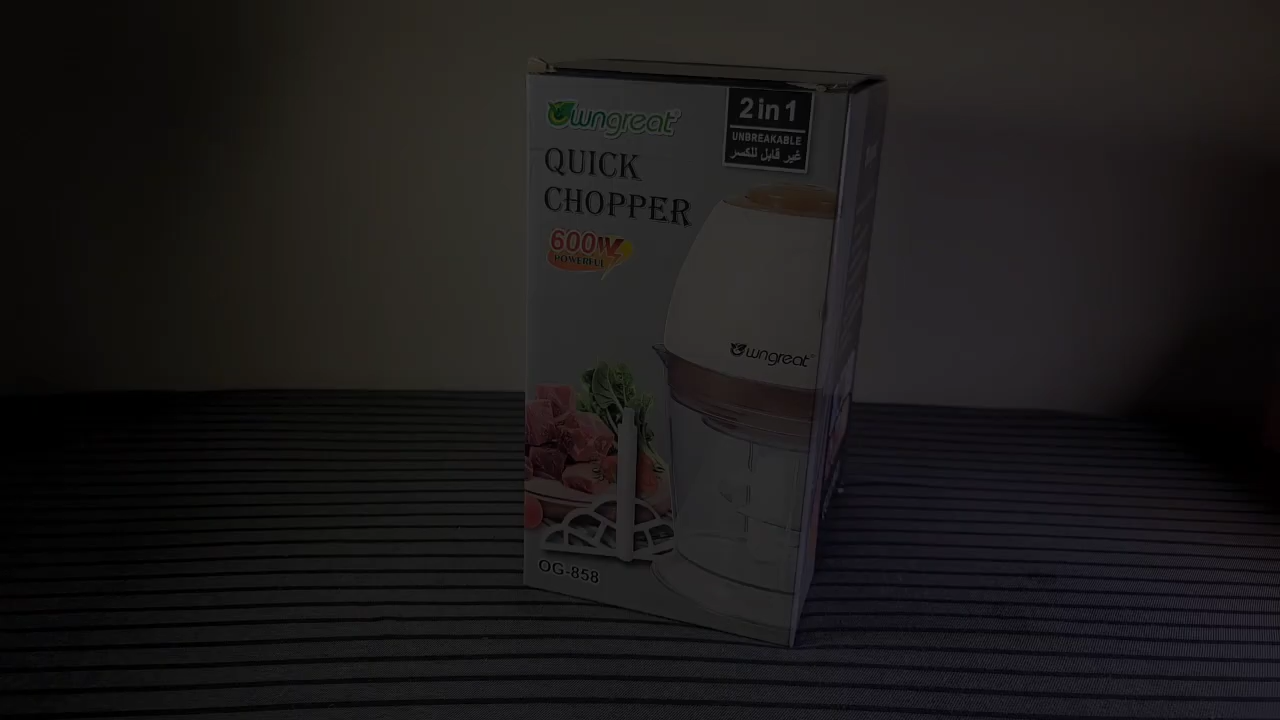 Owngreat
QUICK
CHOPPER
600W
POWERFUL
2 in 1
UNBREAKABLE
غير قابل للكسر
Owngreat
OG-858